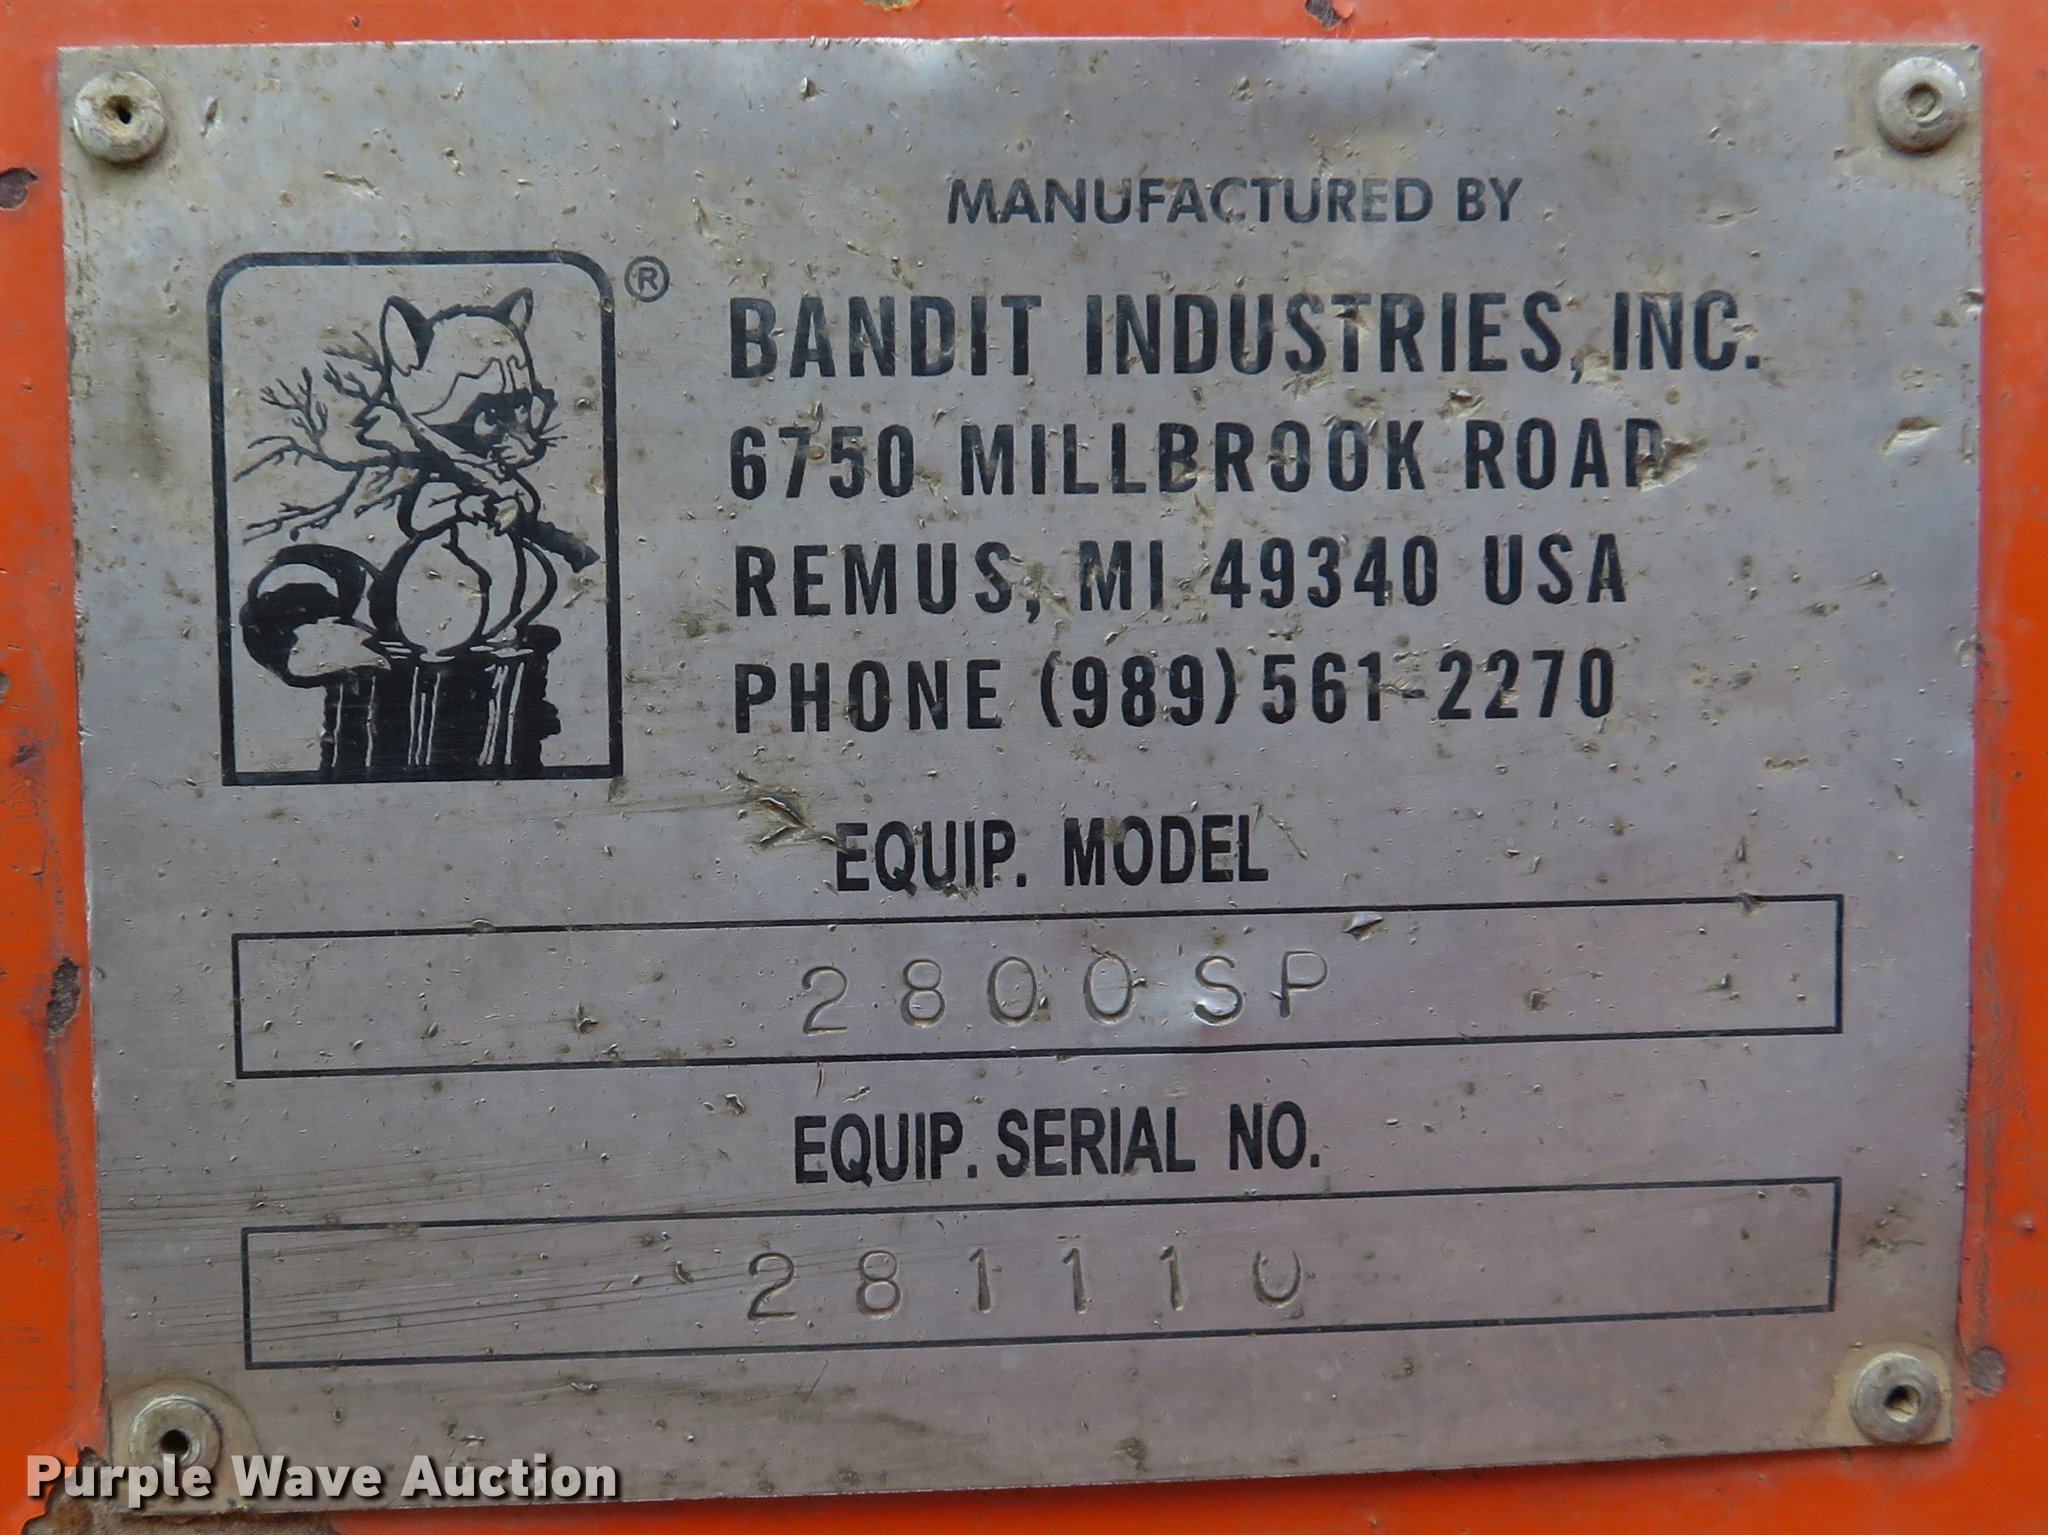 MANUFACTURED BY
®
BANDIT INDUSTRIES, INC.
6750 MILLBROOK ROAD
REMUS, MI 49340 USA
PHONE (989) 561-2270
EQUIP. MODEL
2800SP
EQUIP. SERIAL NO.
281110
Purple Wave Auction